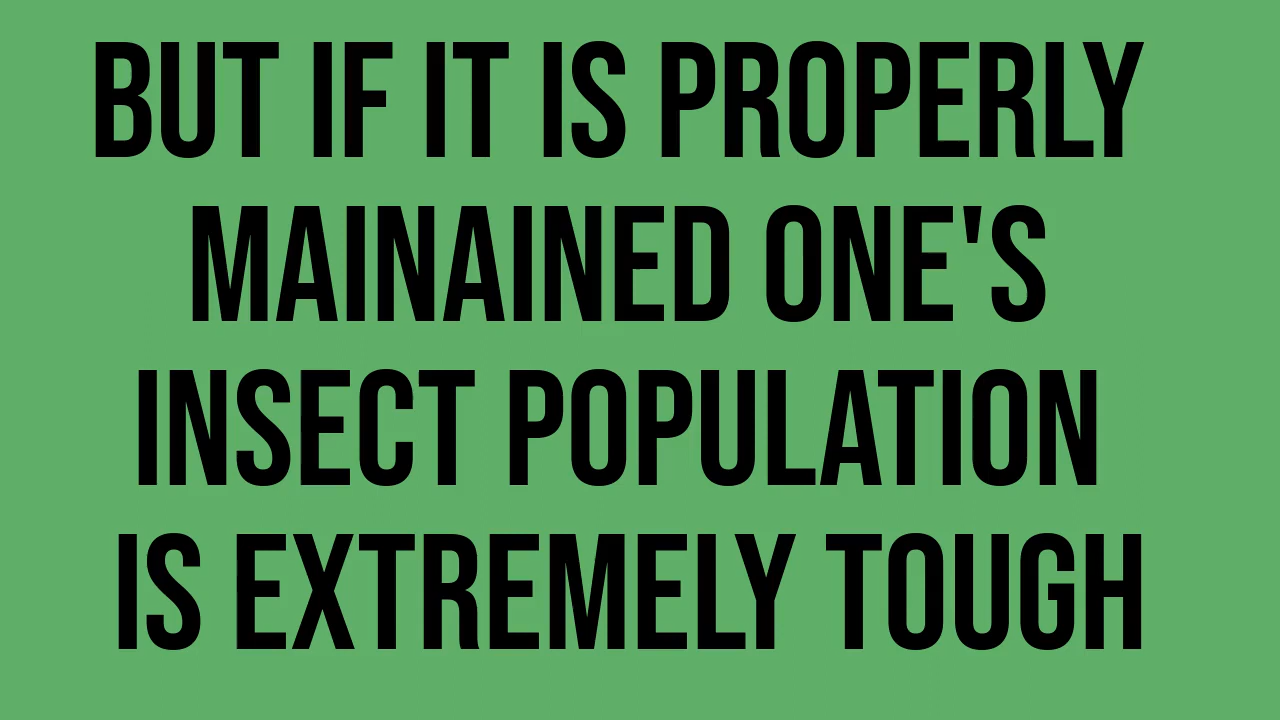 BUT IF IT IS PROPERLY
MAINAINED ONE'S
INSECT POPULATION
IS EXTREMELY TOUGH